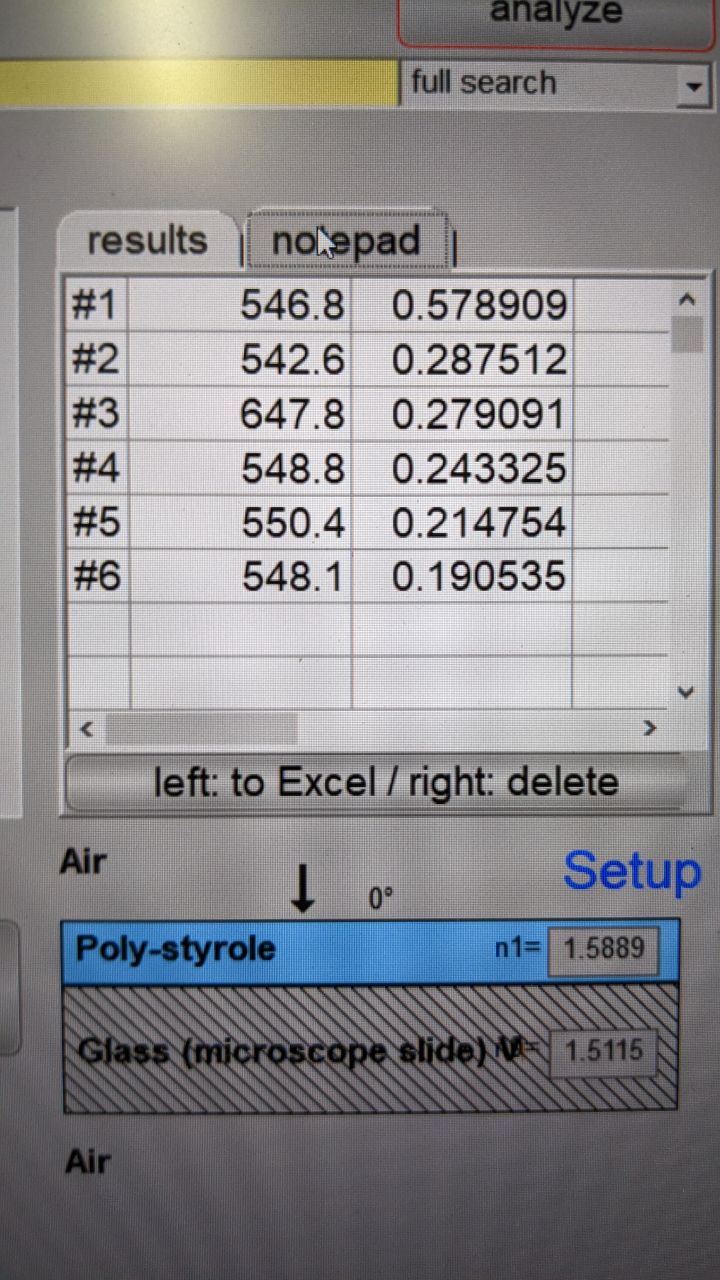 analyze
full search
results notepad
#1 546.8 0.578909
#2 542.6 0.287512
#3 647.8 0.279091
#4 548.8 0.243325
#5 550.4 0.214754
#6 548.1 0.190535
left: to Excel / right: delete
Air
0°
Setup
Poly-styrole n1= 1.5889
Glass (microscope slide) 1.5115
Air